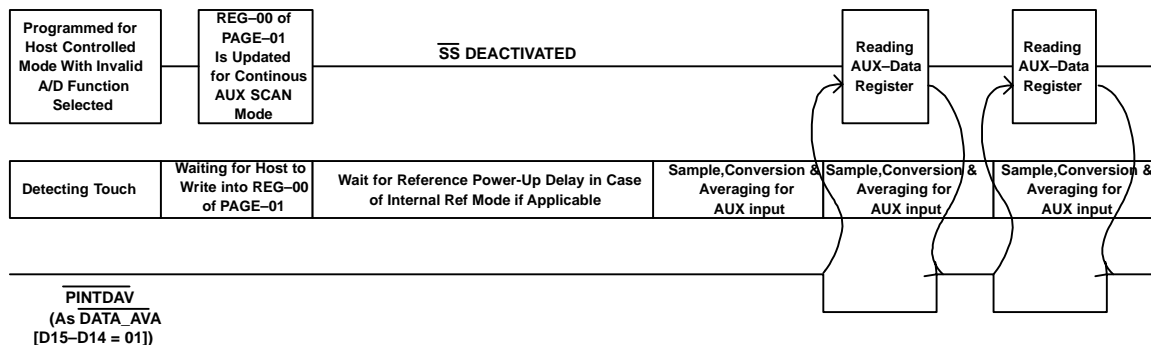 Programmed for
Host Controlled
Mode With Invalid
A/D Function
Selected
REG–00 of
PAGE–01
Is Updated
for Continous
AUX SCAN
Mode
SS DEACTIVATED
Reading
AUX–Data
Register
Reading
AUX–Data
Register
Detecting Touch
Waiting for Host to
Write into REG–00
of PAGE–01
Wait for Reference Power-Up Delay in Case
of Internal Ref Mode if Applicable
Sample,Conversion &
Averaging for
AUX input
Sample,Conversion &
Averaging for
AUX input
Sample,Conversion &
Averaging for
AUX input
PINTDAV
(As DATA_AVA
[D15–D14 = 01])